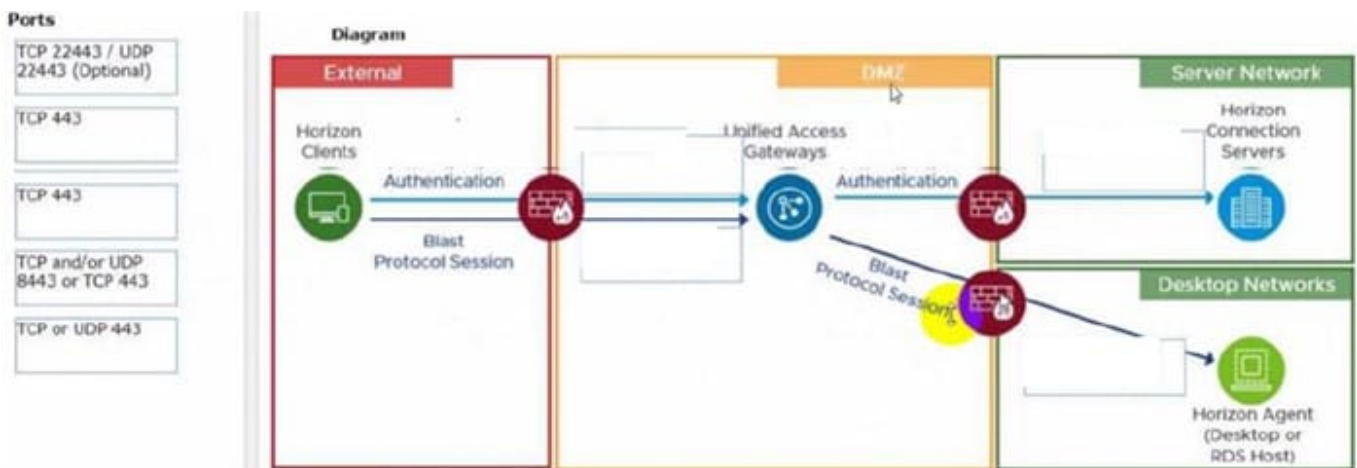 Ports
TCP 22443 / UDP
22443 (Optional)
TCP 443
TCP 443
TCP and/or UDP
8443 or TCP 443
TCP or UDP 443
Diagram
External
DMZ
Server Network
Horizon
Clients
Authentication
Blast
Protocol Session
Unified Access
Gateways
Authentication
Blast
Protocol Session
Horizon
Connection
Servers
Desktop Networks
Horizon Agent
(Desktop or
RDS Host)